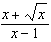 (x + √x) / (x − 1)